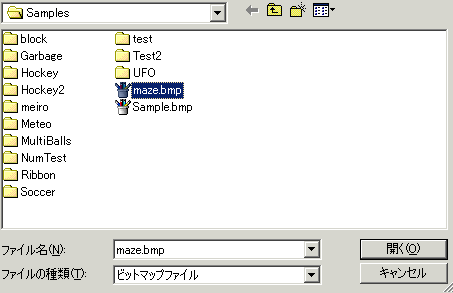 Samples
block
Garbage
Hockey
Hockey2
meiro
Meteo
MultiBalls
NumTest
Ribbon
Soccer
test
Test2
UFO
maze.bmp
Sample.bmp
ファイル名(N): maze.bmp 開く(O)
ファイルの種類(T): ビットマップファイル キャンセル